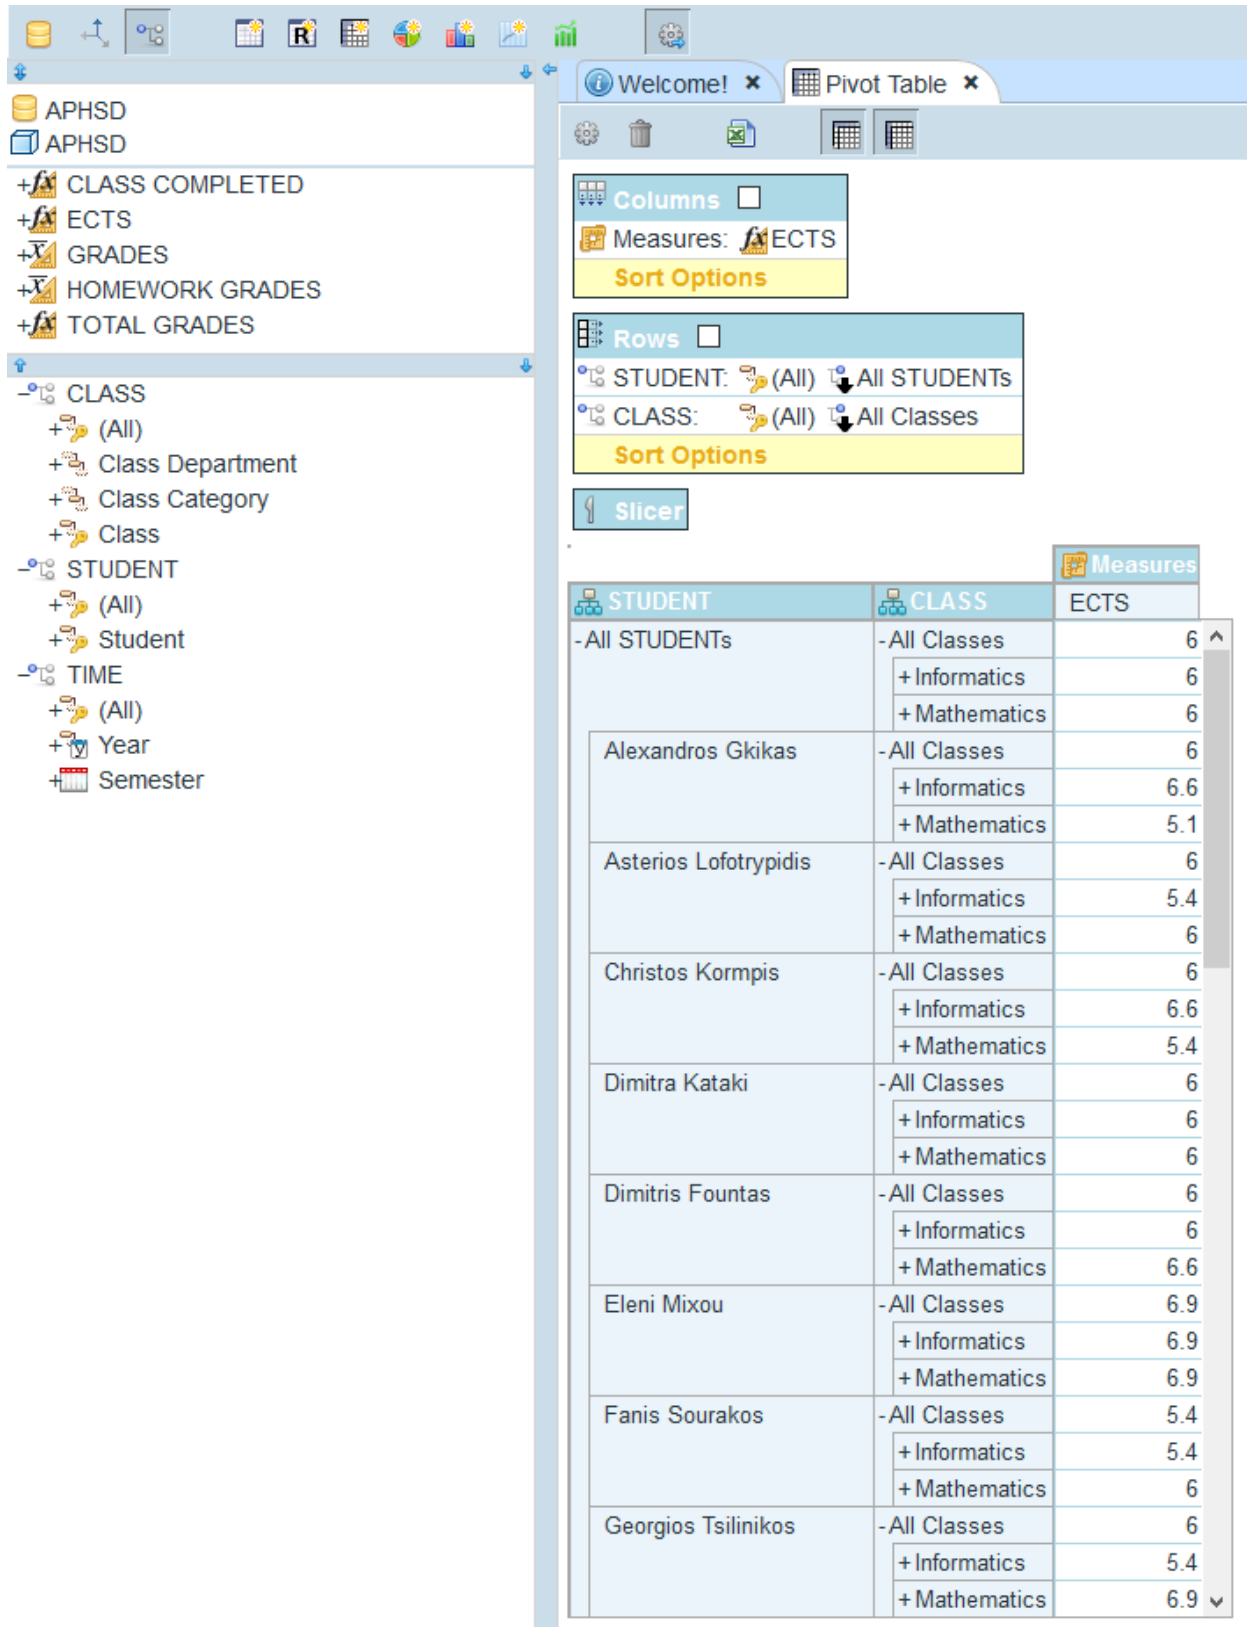 APHSD
APHSD
+fx CLASS COMPLETED
+fx ECTS
+X GRADES
+X HOMEWORK GRADES
+fx TOTAL GRADES
CLASS
+ (All)
+ Class Department
+ Class Category
+ Class
STUDENT
+ (All)
+ Student
TIME
+ (All)
+ Year
+ Semester
Welcome! × Pivot Table ×
Columns
Measures: fx ECTS
Sort Options
Rows
STUDENT: (All) All STUDENTs
CLASS: (All) All Classes
Sort Options
Slicer
Measures
STUDENT CLASS ECTS
-All STUDENTs -All Classes 6
+Informatics 6
+Mathematics 6
Alexandros Gkikas -All Classes 6
+Informatics 6.6
+Mathematics 5.1
Asterios Lofotrypidis -All Classes 6
+Informatics 5.4
+Mathematics 6
Christos Kormpis -All Classes 6
+Informatics 6.6
+Mathematics 5.4
Dimitra Kataki -All Classes 6
+Informatics 6
+Mathematics 6
Dimitris Fountas -All Classes 6
+Informatics 6
+Mathematics 6.6
Eleni Mixou -All Classes 6.9
+Informatics 6.9
+Mathematics 6.9
Fanis Sourakos -All Classes 5.4
+Informatics 5.4
+Mathematics 6
Georgios Tsilinikos -All Classes 6
+Informatics 5.4
+Mathematics 6.9